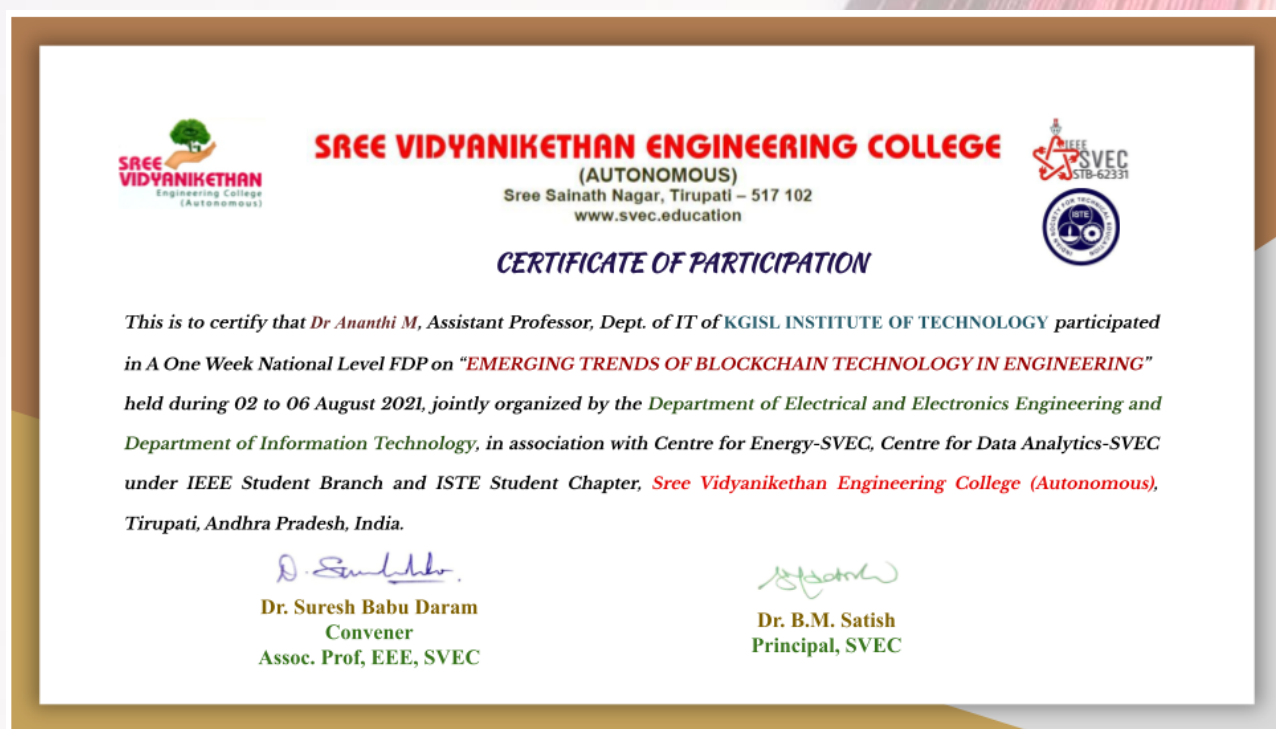 SREE
VIDYANIKETHAN
Engineering College
(Autonomous)
SREE VIDYANIKETHAN ENGINEERING COLLEGE
(AUTONOMOUS)
Sree Sainath Nagar, Tirupati – 517 102
www.svec.education
IEEE
SVEC
STB-62331
INDIAN SOCIETY FOR TECHNICAL EDUCATION
ISTE
CERTIFICATE OF PARTICIPATION
This is to certify that Dr Ananthi M, Assistant Professor, Dept. of IT of KGISL INSTITUTE OF TECHNOLOGY participated
in A One Week National Level FDP on “EMERGING TRENDS OF BLOCKCHAIN TECHNOLOGY IN ENGINEERING”
held during 02 to 06 August 2021, jointly organized by the Department of Electrical and Electronics Engineering and
Department of Information Technology, in association with Centre for Energy-SVEC, Centre for Data Analytics-SVEC
under IEEE Student Branch and ISTE Student Chapter, Sree Vidyanikethan Engineering College (Autonomous),
Tirupati, Andhra Pradesh, India.
Dr. Suresh Babu Daram
Convener
Assoc. Prof, EEE, SVEC
Dr. B.M. Satish
Principal, SVEC